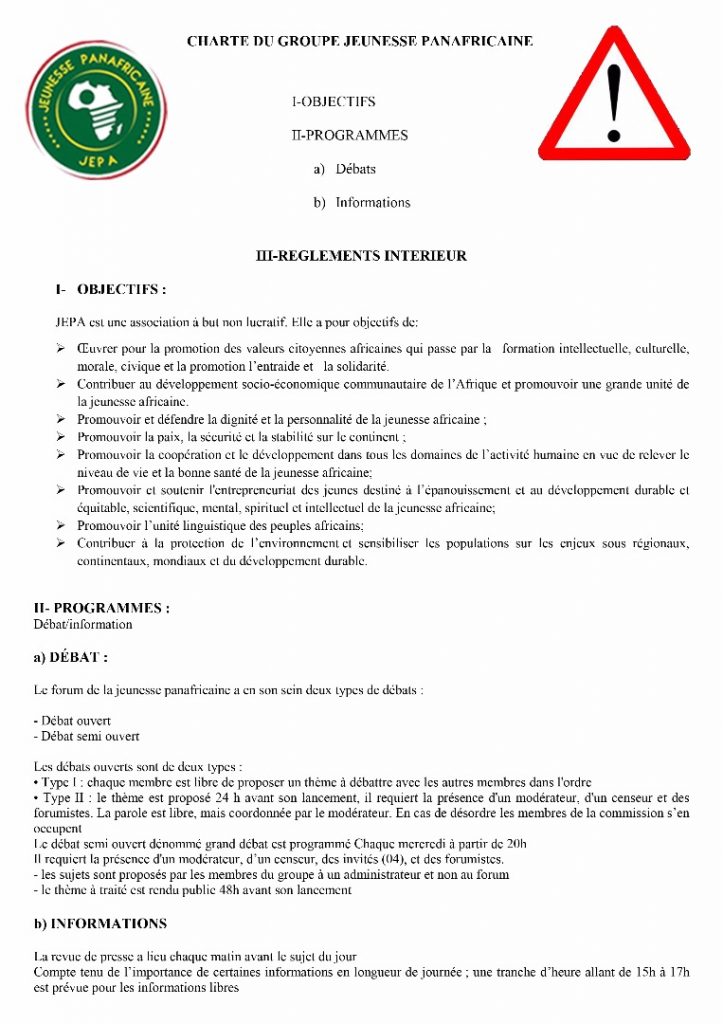 JEUNESSE PANAFRICAINE
JEPA
CHARTE DU GROUPE JEUNESSE PANAFRICAINE
!
I-OBJECTIFS
II-PROGRAMMES
a) Débats
b) Informations
III-REGLEMENTS INTERIEUR
I- OBJECTIFS :
JEPA est une association à but non lucratif. Elle a pour objectifs de:
➢ Œuvrer pour la promotion des valeurs citoyennes africaines qui passe par la formation intellectuelle, culturelle,
morale, civique et la promotion l’entraide et la solidarité.
➢ Contribuer au développement socio-économique communautaire de l’Afrique et promouvoir une grande unité de
la jeunesse africaine.
➢ Promouvoir et défendre la dignité et la personnalité de la jeunesse africaine ;
➢ Promouvoir la paix, la sécurité et la stabilité sur le continent ;
➢ Promouvoir la coopération et le développement dans tous les domaines de l’activité humaine en vue de relever le
niveau de vie et la bonne santé de la jeunesse africaine;
➢ Promouvoir et soutenir l'entrepreneuriat des jeunes destiné à l’épanouissement et au développement durable et
équitable, scientifique, mental, spirituel et intellectuel de la jeunesse africaine;
➢ Promouvoir l’unité linguistique des peuples africains;
➢ Contribuer à la protection de l’environnement et sensibiliser les populations sur les enjeux sous régionaux,
continentaux, mondiaux et du développement durable.
II- PROGRAMMES :
Débat/information
a) DÉBAT :
Le forum de la jeunesse panafricaine a en son sein deux types de débats :
- Débat ouvert
- Débat semi ouvert
Les débats ouverts sont de deux types :
• Type I : chaque membre est libre de proposer un thème à débattre avec les autres membres dans l'ordre
• Type II : le thème est proposé 24 h avant son lancement, il requiert la présence d'un modérateur, d'un censeur et des
forumistes. La parole est libre, mais coordonnée par le modérateur. En cas de désordre les membres de la commission s’en
occupent
Le débat semi ouvert dénommé grand débat est programmé Chaque mercredi à partir de 20h
Il requiert la présence d'un modérateur, d’un censeur, des invités (04), et des forumistes.
- les sujets sont proposés par les membres du groupe à un administrateur et non au forum
- le thème à traité est rendu public 48h avant son lancement
b) INFORMATIONS
La revue de presse a lieu chaque matin avant le sujet du jour
Compte tenu de l’importance de certaines informations en longueur de journée ; une tranche d’heure allant de 15h à 17h
est prévue pour les informations libres